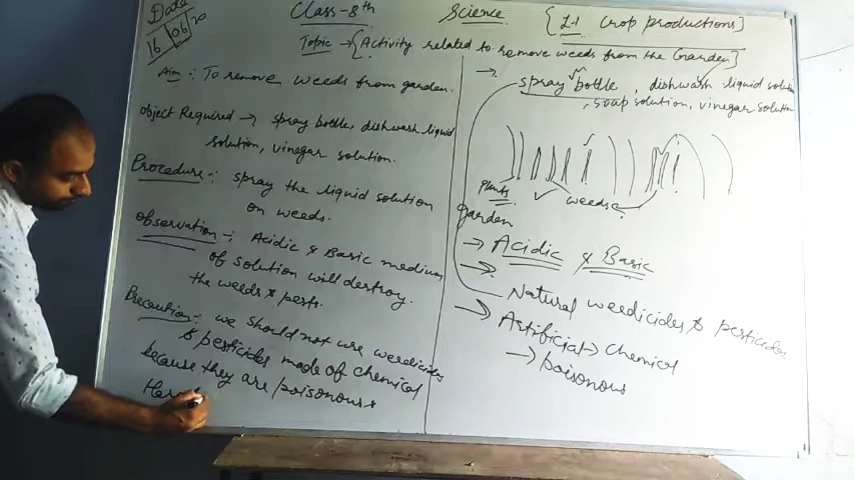 Date
16/06/20
Class-8th Science {L-1 Crop productions}
Topic → {Activity related to remove weeds from the Garden}
Aim : To remove weeds from garden.
object Required → spray bottle, dishwash liquid
solution, vinegar solution.
Procedure :- spray the liquid solution
on weeds.
observation :- Acidic & Basic medium
of solution will destroy
the weeds & pests.
Precaution :- we should not use weedicides
& pesticides made of chemical
because they are poisonous &
→ spray bottle, dishwash liquid solution
, soap solution, vinegar solution
Plants weeds
garden
→ Acidic & Basic
→ Natural weedicides & pesticides
→ Artificial → Chemical
→ poisonous